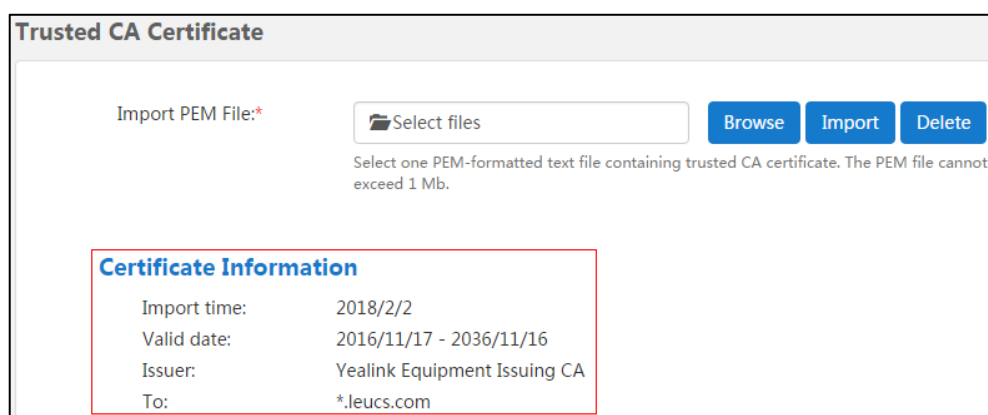 Trusted CA Certificate
Import PEM File:*
Select files
Browse
Import
Delete
Select one PEM-formatted text file containing trusted CA certificate. The PEM file cannot
exceed 1 Mb.
Certificate Information
Import time: 2018/2/2
Valid date: 2016/11/17 - 2036/11/16
Issuer: Yealink Equipment Issuing CA
To: *.leucs.com